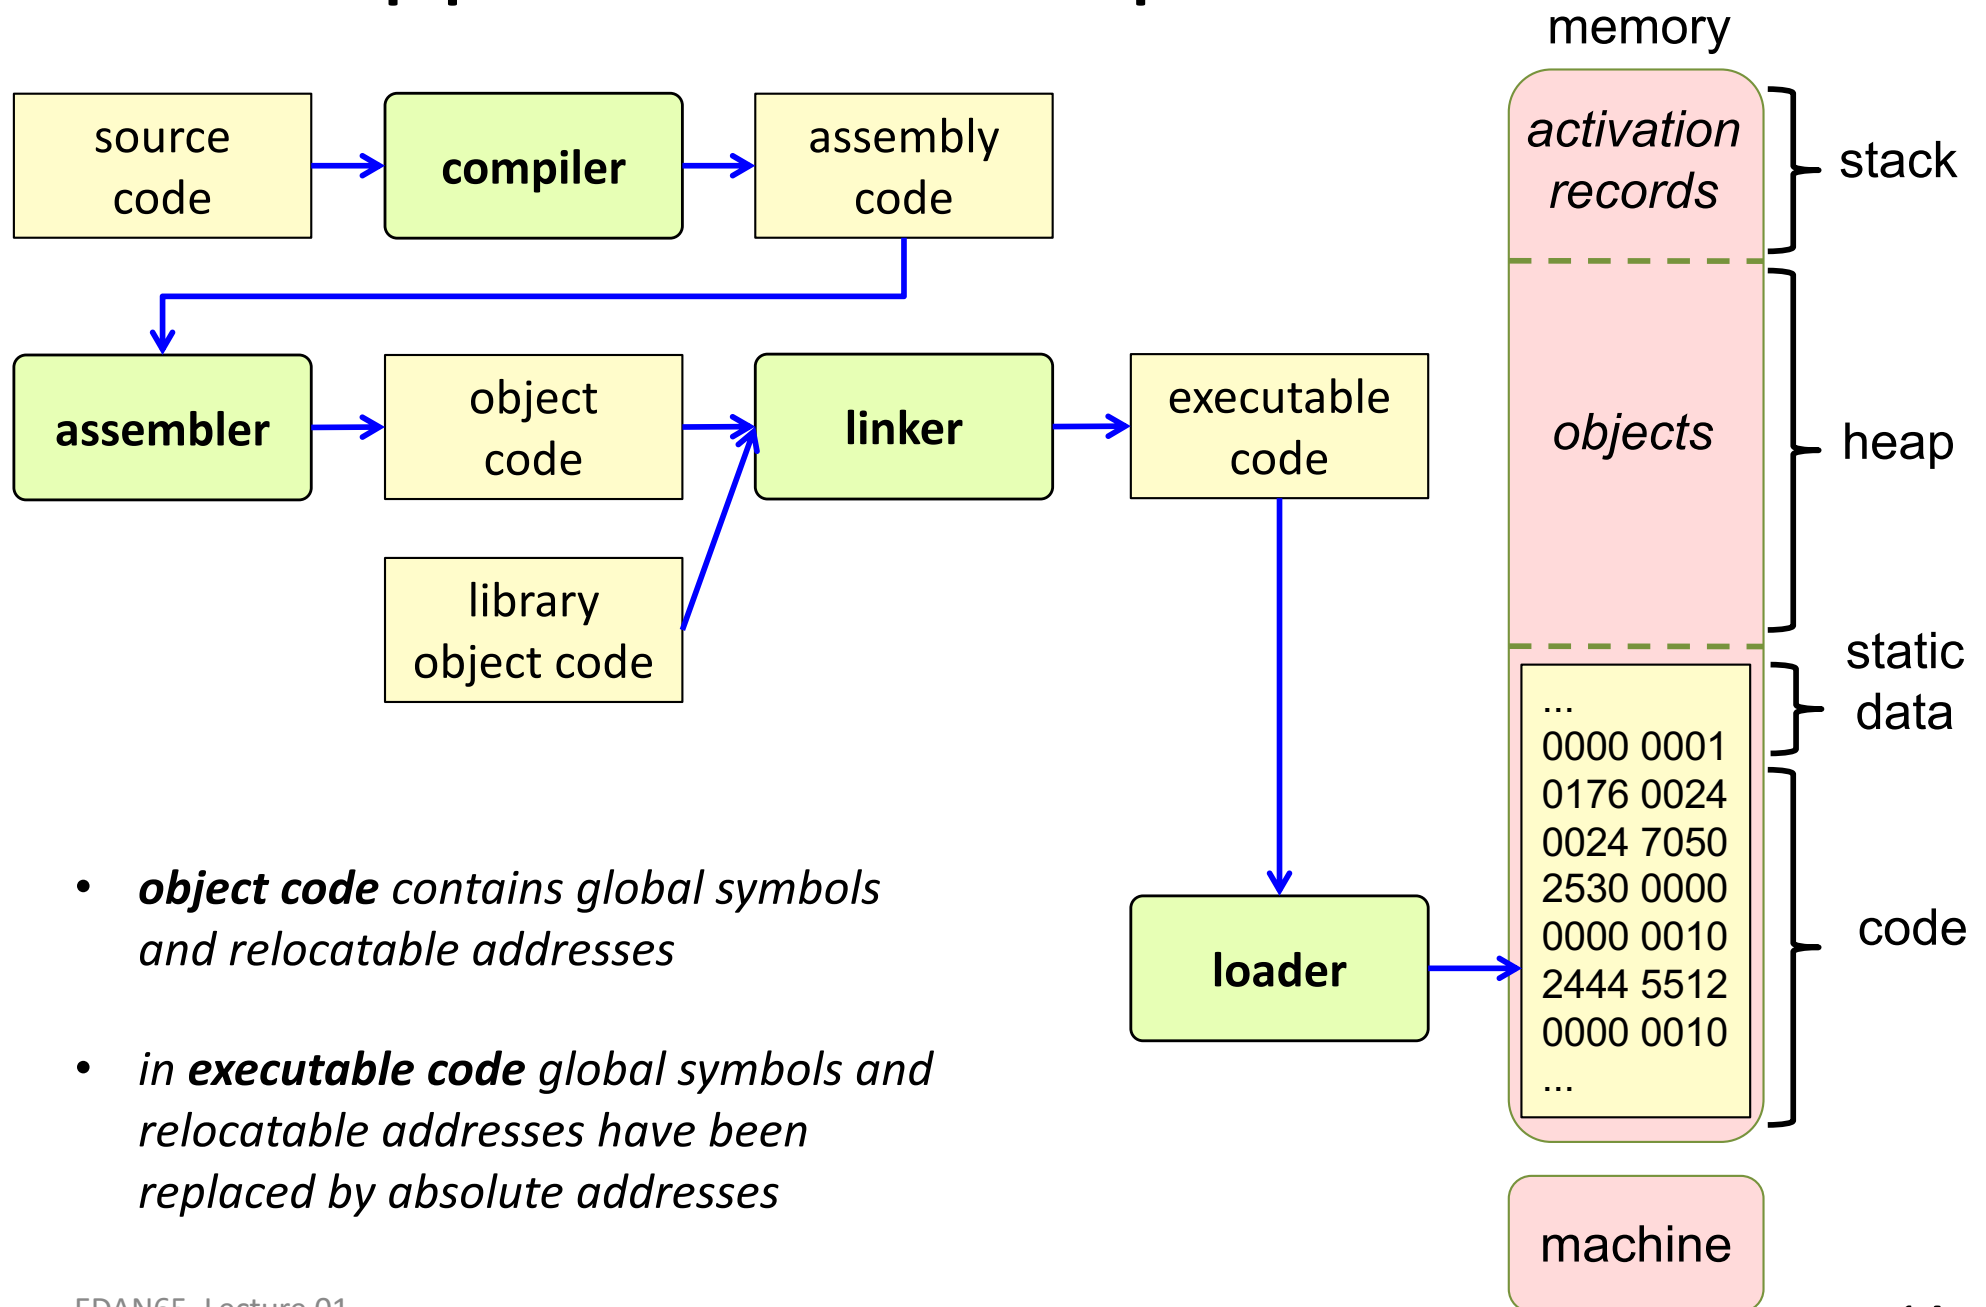 memory
source
code
compiler
assembly
code
activation
records
stack
assembler
object
code
linker
executable
code
objects
heap
library
object code
static
data
...
0000 0001
0176 0024
0024 7050
2530 0000
0000 0010
2444 5512
0000 0010
...
code
loader
• object code contains global symbols
and relocatable addresses
• in executable code global symbols and
relocatable addresses have been
replaced by absolute addresses
machine
Lecture 01